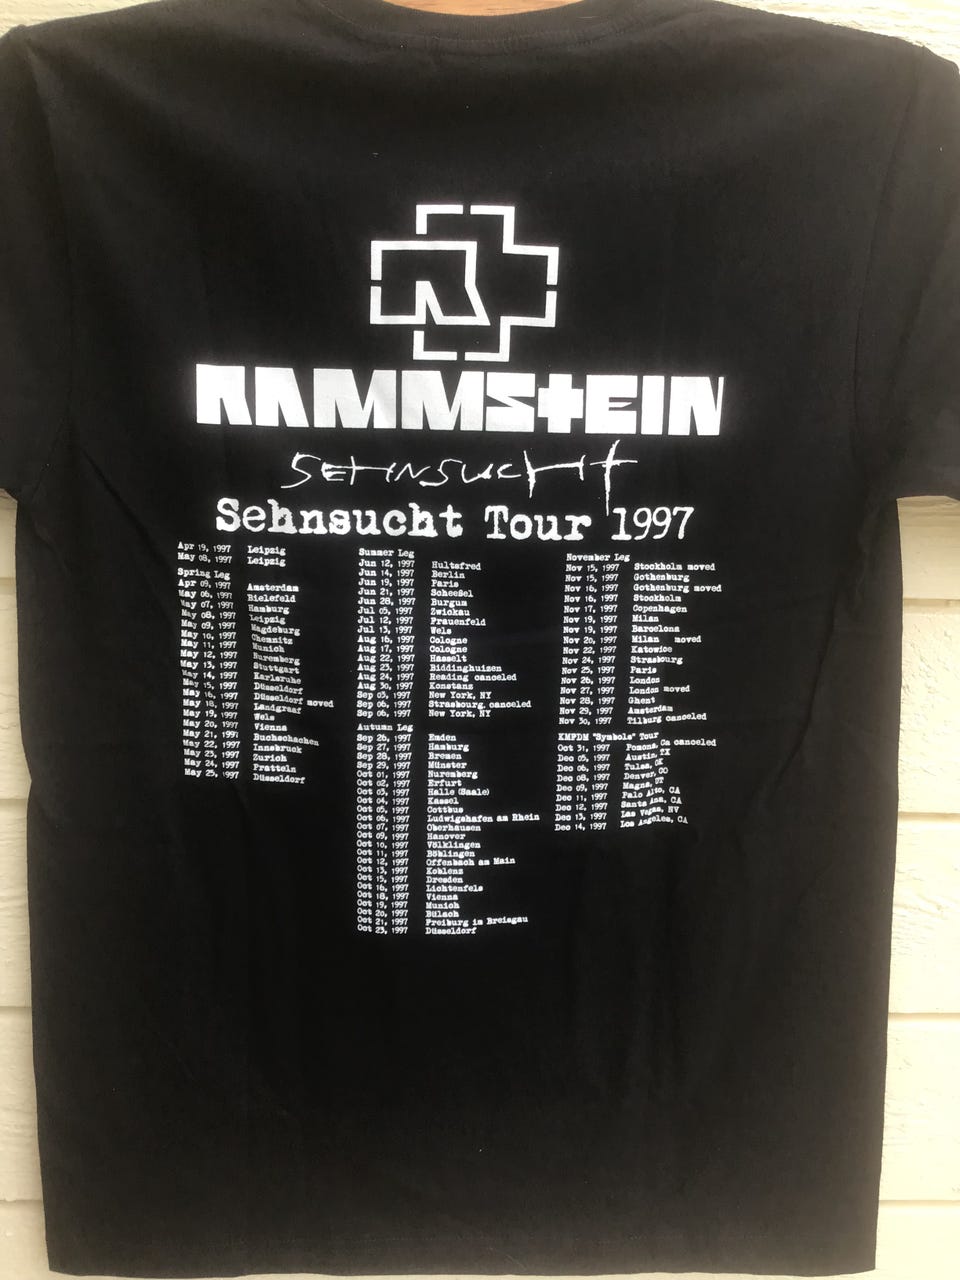 RAMMSTEIN
SEHNSUCHT
Sehnsucht Tour 1997
Apr 19, 1997 Leipzig
May 08, 1997 Leipzig
Spring Leg
Apr 09, 1997 Amsterdam
May 06, 1997 Bielefeld
May 07, 1997 Hamburg
May 08, 1997 Leipzig
May 09, 1997 Magdeburg
May 10, 1997 Chemnitz
May 11, 1997 Munich
May 12, 1997 Nuremberg
May 13, 1997 Stuttgart
May 14, 1997 Karlsruhe
May 15, 1997 Düsseldorf
May 16, 1997 Düsseldorf moved
May 18, 1997 Landgraaf
May 19, 1997 Wels
May 20, 1997 Vienna
May 21, 1997 Buchschachen
May 22, 1997 Innsbruck
May 23, 1997 Zurich
May 24, 1997 Pratteln
May 25, 1997 Düsseldorf
Summer Leg
Jun 12, 1997 Hultsfred
Jun 14, 1997 Berlin
Jun 19, 1997 Paris
Jun 21, 1997 Scheeßel
Jun 28, 1997 Burgum
Jul 05, 1997 Zwickau
Jul 12, 1997 Frauenfeld
Jul 13, 1997 Wels
Aug 16, 1997 Cologne
Aug 17, 1997 Cologne
Aug 22, 1997 Hasselt
Aug 23, 1997 Biddinghuizen
Aug 24, 1997 Reading canceled
Aug 30, 1997 Konstanz
Sep 03, 1997 New York, NY
Sep 06, 1997 Strasbourg, canceled
Sep 06, 1997 New York, NY
Autumn Leg
Sep 26, 1997 Emden
Sep 27, 1997 Hamburg
Sep 28, 1997 Bremen
Sep 29, 1997 Münster
Oct 01, 1997 Nuremberg
Oct 02, 1997 Erfurt
Oct 03, 1997 Halle (Saale)
Oct 04, 1997 Kassel
Oct 05, 1997 Cottbus
Oct 06, 1997 Ludwigshafen am Rhein
Oct 07, 1997 Oberhausen
Oct 09, 1997 Hanover
Oct 10, 1997 Völklingen
Oct 11, 1997 Böblingen
Oct 12, 1997 Offenbach am Main
Oct 13, 1997 Koblenz
Oct 15, 1997 Dresden
Oct 16, 1997 Lichtenfels
Oct 18, 1997 Vienna
Oct 19, 1997 Munich
Oct 20, 1997 Bülach
Oct 21, 1997 Freiburg im Breisgau
Oct 23, 1997 Düsseldorf
November Leg
Nov 15, 1997 Stockholm moved
Nov 15, 1997 Gothenburg
Nov 16, 1997 Gothenburg moved
Nov 16, 1997 Stockholm
Nov 17, 1997 Copenhagen
Nov 19, 1997 Milan
Nov 19, 1997 Barcelona
Nov 20, 1997 Milan moved
Nov 22, 1997 Katowice
Nov 24, 1997 Strasbourg
Nov 25, 1997 Paris
Nov 26, 1997 London
Nov 27, 1997 London moved
Nov 28, 1997 Ghent
Nov 29, 1997 Amsterdam
Nov 30, 1997 Tilburg canceled
KMFDM "Symbols" Tour
Oct 31, 1997 Pomona, Ca canceled
Dec 05, 1997 Austin, TX
Dec 06, 1997 Tulsa, OK
Dec 08, 1997 Denver, CO
Dec 09, 1997 Magna, UT
Dec 11, 1997 Palo Alto, CA
Dec 12, 1997 Santa Ana, CA
Dec 13, 1997 Las Vegas, NV
Dec 14, 1997 Los Angeles, CA